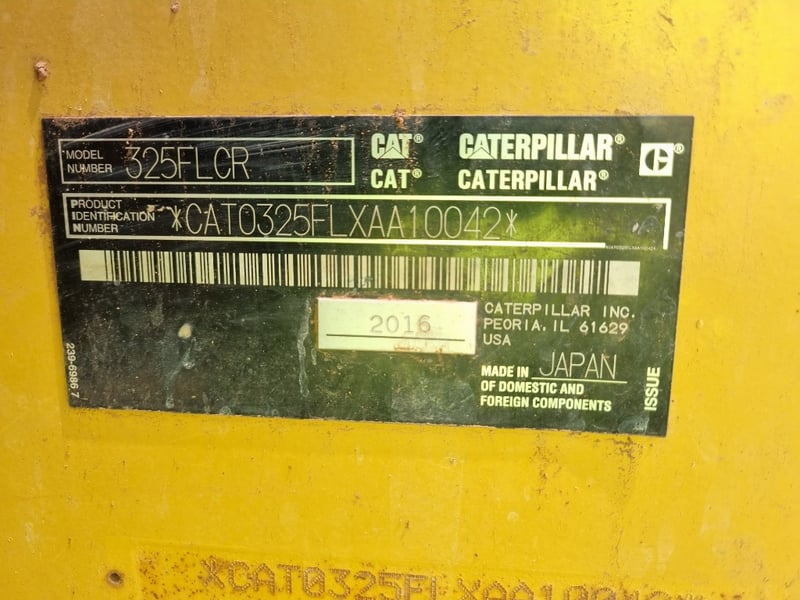 MODEL
NUMBER 325FLCR
CAT® CATERPILLAR®
CAT® CATERPILLAR®
PRODUCT
IDENTIFICATION
NUMBER *CAT0325FLXAA10042*
2016
CATERPILLAR INC.
PEORIA, IL 61629
USA
MADE IN JAPAN
OF DOMESTIC AND
FOREIGN COMPONENTS
ISSUE
239-6986 7